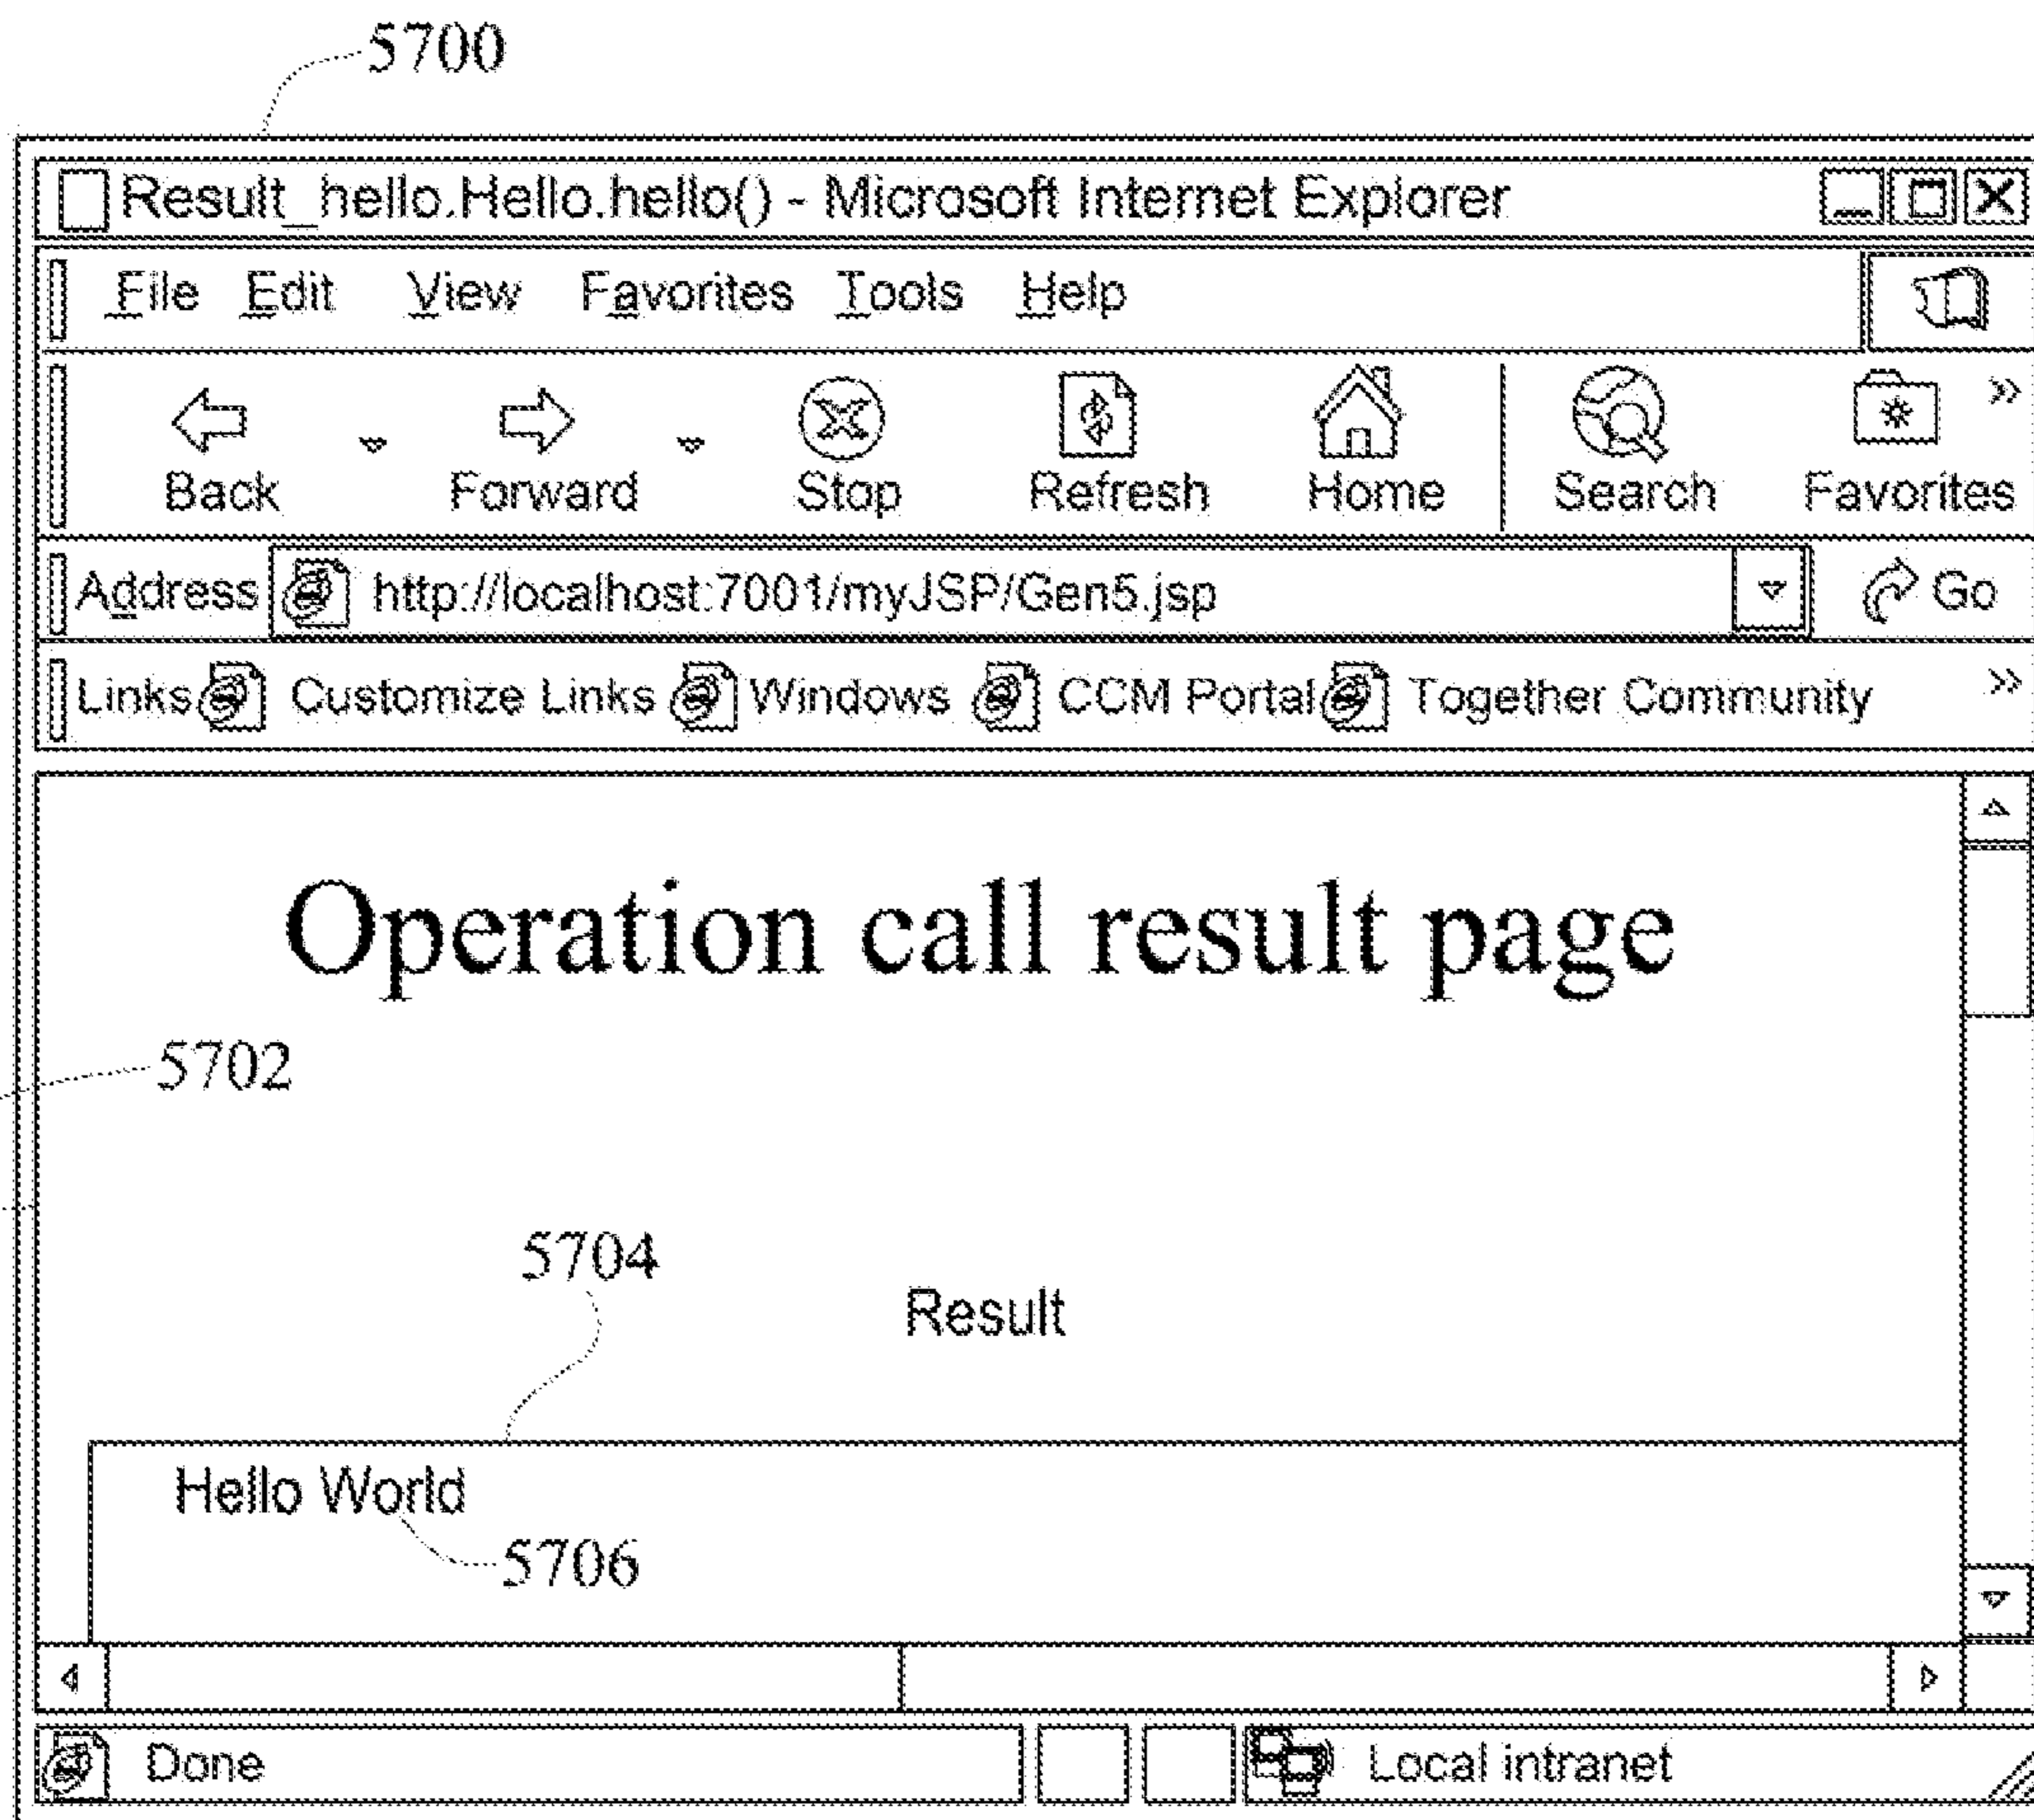 5700
Result_hello.Hello.hello() - Microsoft Internet Explorer
File Edit View Favorites Tools Help
»
Back Forward Stop Refresh Home Search Favorites
Address http://localhost:7001/myJSP/Gen5.jsp Go
Links Customize Links Windows CCM Portal Together Community »
Operation call result page
5702
5704
Result
Hello World
5706
Done Local intranet